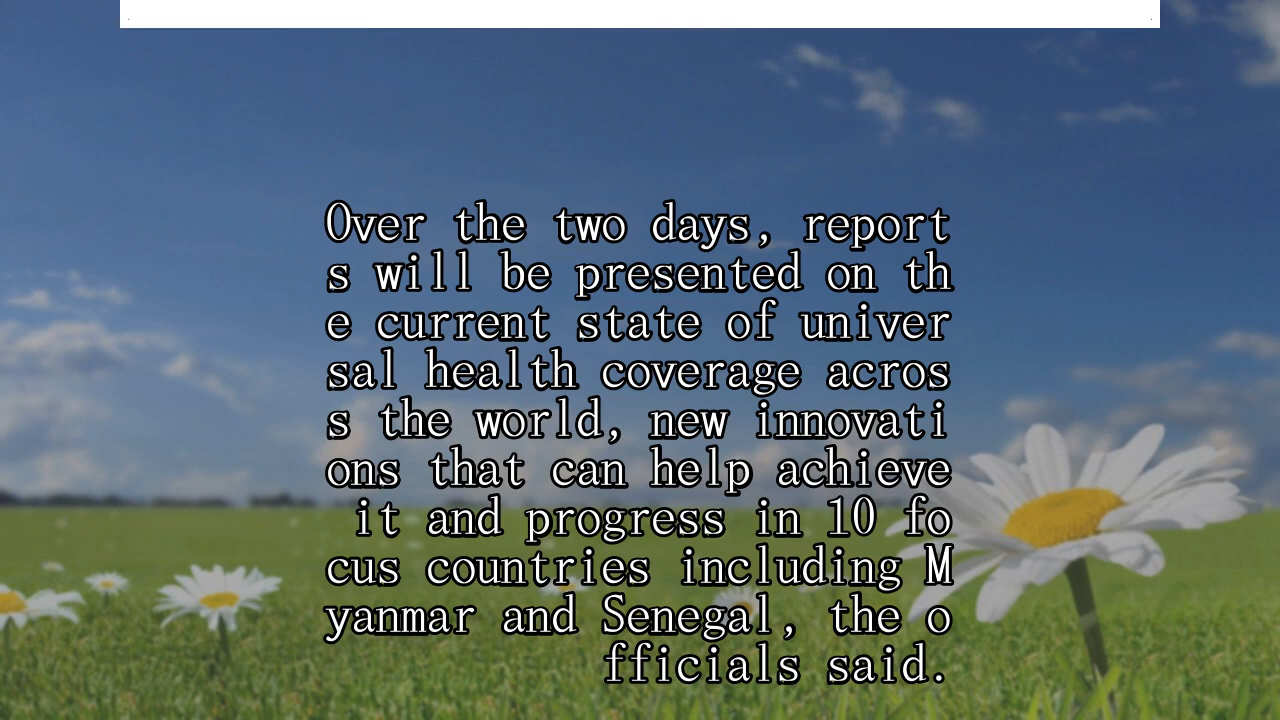 Over the two days, report
s will be presented on th
e current state of univer
sal health coverage acros
s the world, new innovati
ons that can help achieve
it and progress in 10 fo
cus countries including M
yanmar and Senegal, the o
fficials said.